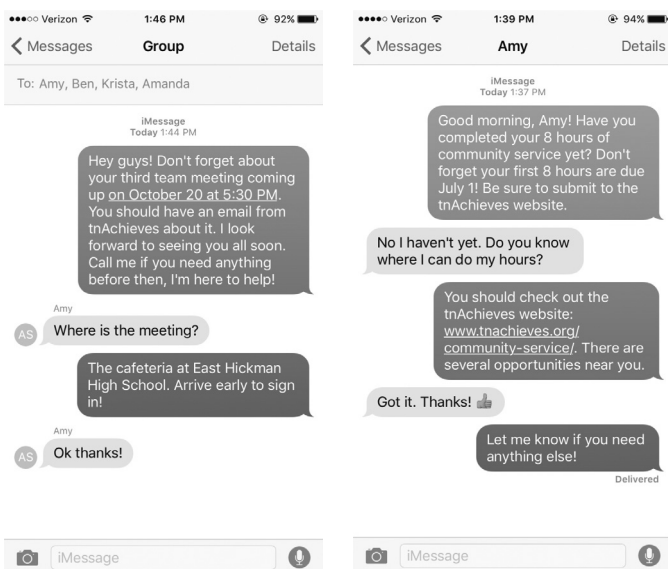 Verizon 1:46 PM 92%
Messages Group Details
To: Amy, Ben, Krista, Amanda
iMessage
Today 1:44 PM
Hey guys! Don't forget about
your third team meeting coming
up on October 20 at 5:30 PM.
You should have an email from
tnAchieves about it. I look
forward to seeing you all soon.
Call me if you need anything
before then, I'm here to help!
Amy
AS Where is the meeting?
The cafeteria at East Hickman
High School. Arrive early to sign
in!
Amy
AS Ok thanks!
iMessage
Verizon 1:39 PM 94%
Messages Amy Details
iMessage
Today 1:37 PM
Good morning, Amy! Have you
completed your 8 hours of
community service yet? Don't
forget your first 8 hours are due
July 1! Be sure to submit to the
tnAchieves website.
No I haven't yet. Do you know
where I can do my hours?
You should check out the
tnAchieves website:
www.tnachieves.org/
community-service/. There are
several opportunities near you.
Got it. Thanks! 👍
Let me know if you need
anything else!
Delivered
iMessage